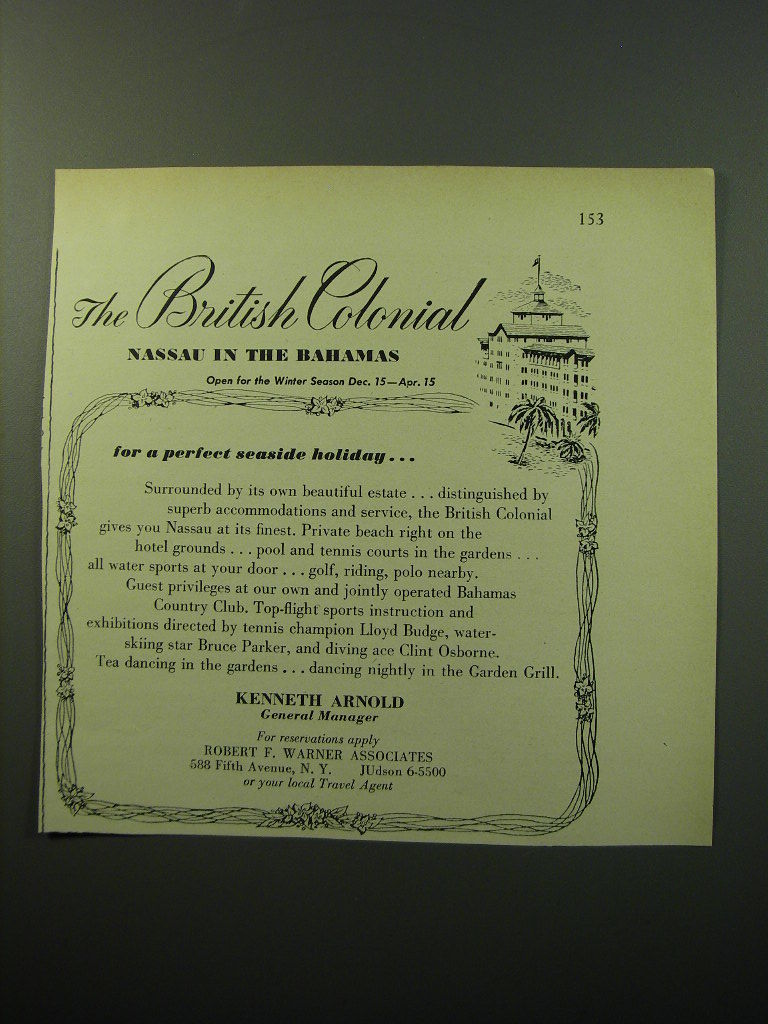 153
The British Colonial
NASSAU IN THE BAHAMAS
Open for the Winter Season Dec. 15—Apr. 15
for a perfect seaside holiday...
Surrounded by its own beautiful estate . . . distinguished by
superb accommodations and service, the British Colonial
gives you Nassau at its finest. Private beach right on the
hotel grounds . . . pool and tennis courts in the gardens . . .
all water sports at your door . . . golf, riding, polo nearby.
Guest privileges at our own and jointly operated Bahamas
Country Club. Top-flight sports instruction and
exhibitions directed by tennis champion Lloyd Budge, water-
skiing star Bruce Parker, and diving ace Clint Osborne.
Tea dancing in the gardens . . . dancing nightly in the Garden Grill.
KENNETH ARNOLD
General Manager
For reservations apply
ROBERT F. WARNER ASSOCIATES
588 Fifth Avenue, N. Y. JUdson 6-5500
or your local Travel Agent